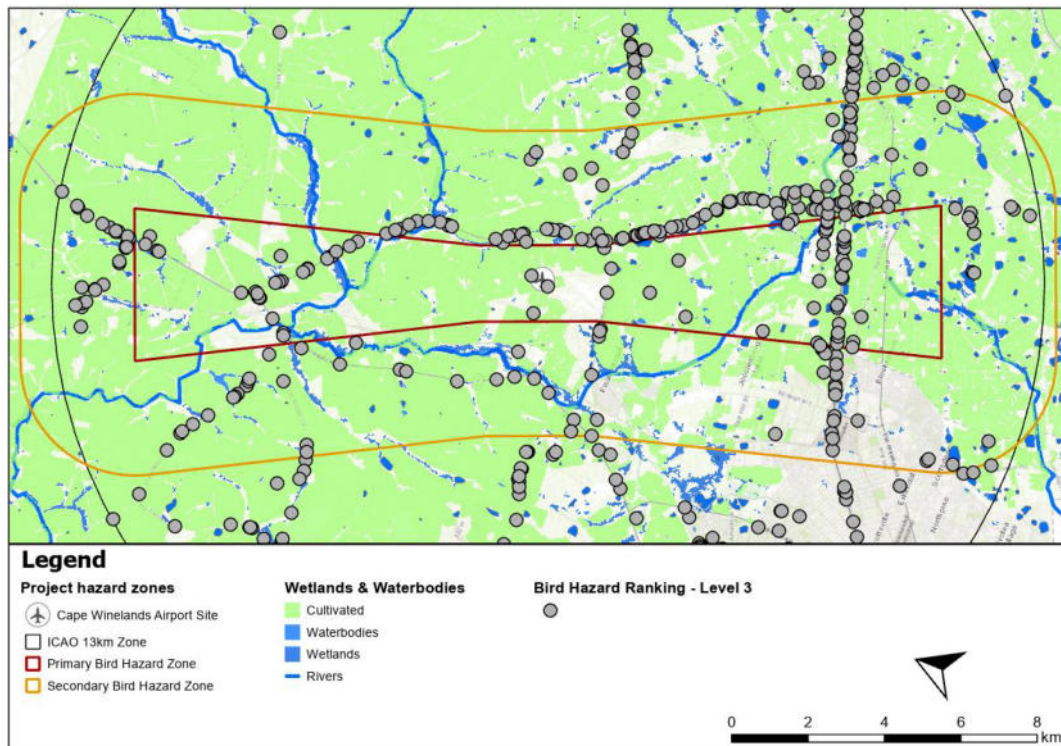 Legend
Project hazard zones
Cape Winelands Airport Site
ICAO 13km Zone
Primary Bird Hazard Zone
Secondary Bird Hazard Zone
Wetlands & Waterbodies
Cultivated
Waterbodies
Wetlands
Rivers
Bird Hazard Ranking - Level 3
0 2 4 6 8
km